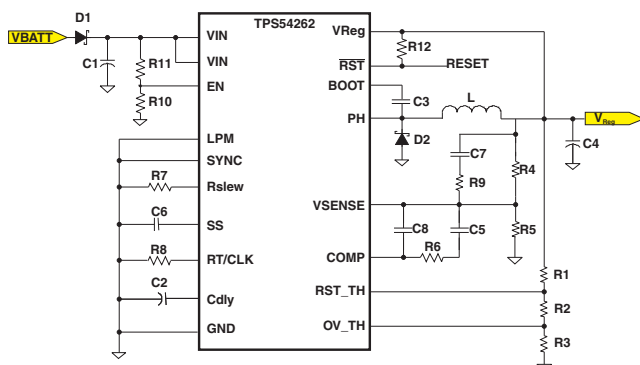 D1
TPS54262
VBATT
VIN
VReg
C1
R11
VIN
R12
RST
RESET
EN
BOOT
R10
C3
L
PH
VReg
LPM
D2
C4
SYNC
C7
R4
R7
Rslew
R9
C6
VSENSE
SS
C8
C5
R5
R8
R6
RT/CLK
COMP
R1
C2
Cdly
RST_TH
R2
GND
OV_TH
R3